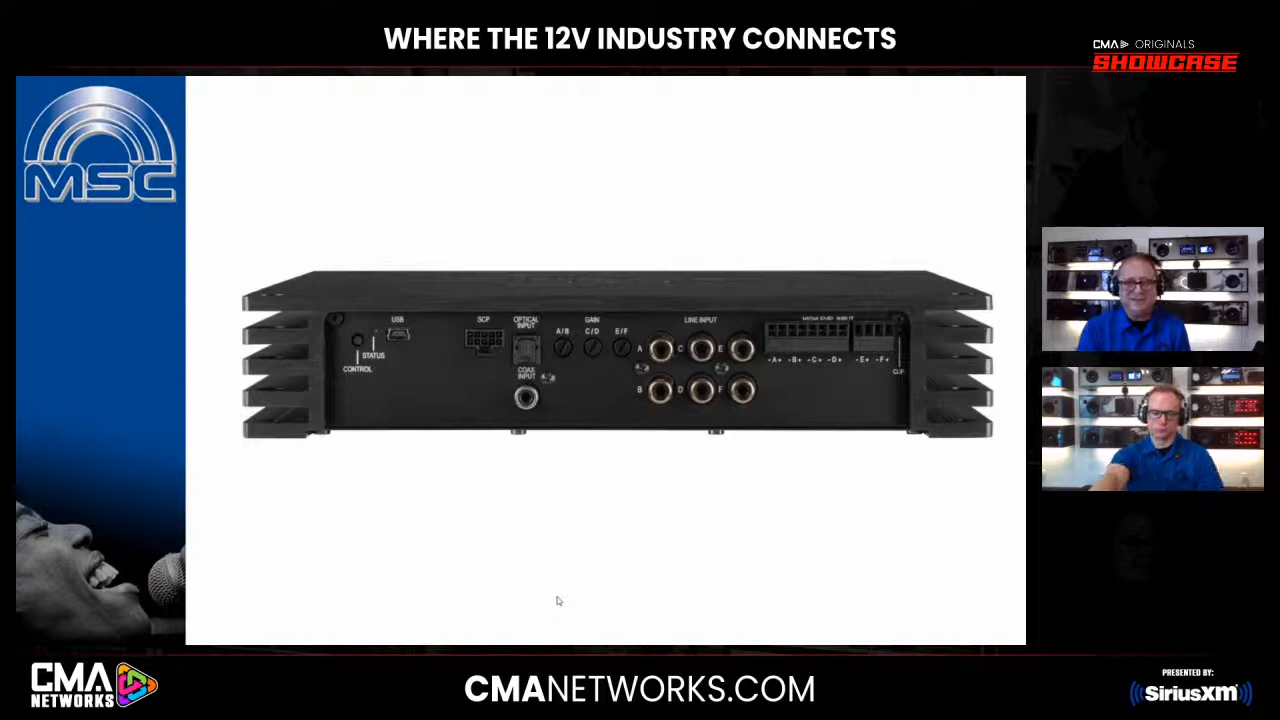 WHERE THE 12V INDUSTRY CONNECTS
CMA ORIGINALS
SHOWCASE
MSC
USB
STATUS
CONTROL
SCP
OPTICAL
INPUT
COAX
INPUT
GAIN
A/B C/D E/F
LINE INPUT
A C E
B D F
-A+ -B+ -C+ -D+ -E+ -F+
CLIP
CMA
NETWORKS
CMANETWORKS.COM
PRESENTED BY:
SiriusXm